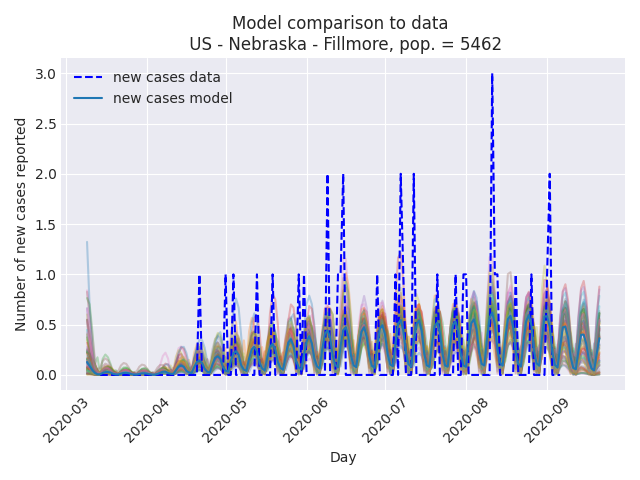 Model comparison to data
US - Nebraska - Fillmore, pop. = 5462
new cases data
new cases model
Number of new cases reported
3.0
2.5
2.0
1.5
1.0
0.5
0.0
2020-03
2020-04
2020-05
2020-06
2020-07
2020-08
2020-09
Day